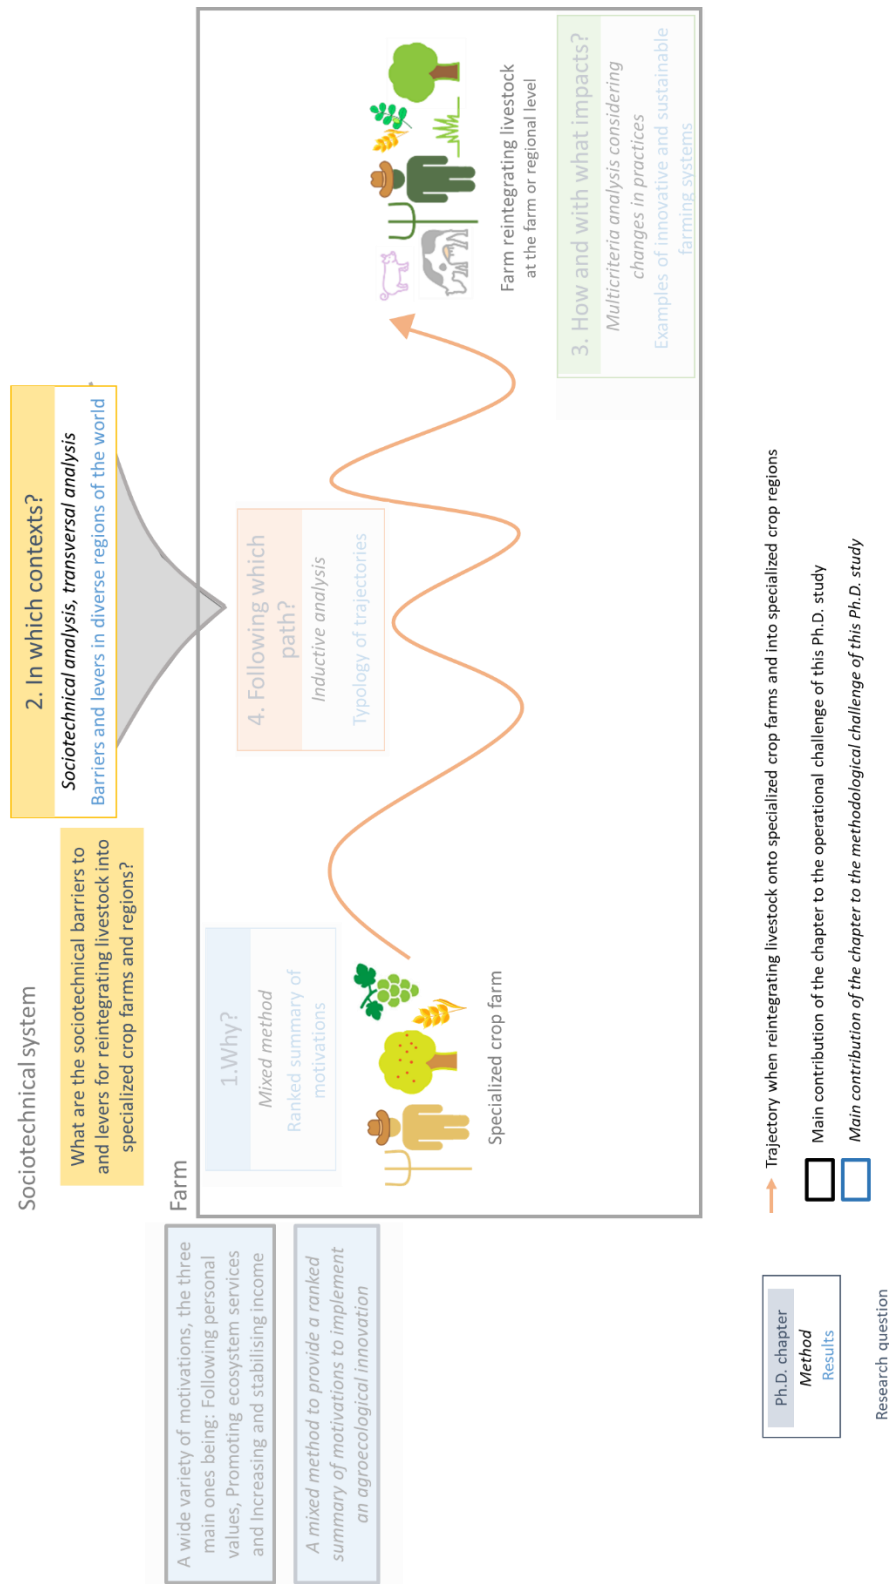 Sociotechnical system
What are the sociotechnical barriers to
and levers for reintegrating livestock into
specialized crop farms and regions?
2. In which contexts?
Sociotechnical analysis, transversal analysis
Barriers and levers in diverse regions of the world
A wide variety of motivations, the three
main ones being: Following personal
values, Promoting ecosystem services
and Increasing and stabilising income
A mixed method to provide a ranked
summary of motivations to implement
an agroecological innovation
Farm
1.Why?
Mixed method
Ranked summary of
motivations
Specialized crop farm
4. Following which
path?
Inductive analysis
Typology of trajectories
Farm reintegrating livestock
at the farm or regional level
3. How and with what impacts?
Multicriteria analysis considering
changes in practices
Examples of innovative and sustainable
farming systems
Ph.D. chapter
Method
Results
Research question
Trajectory when reintegrating livestock onto specialized crop farms and into specialized crop regions
Main contribution of the chapter to the operational challenge of this Ph.D. study
Main contribution of the chapter to the methodological challenge of this Ph.D. study